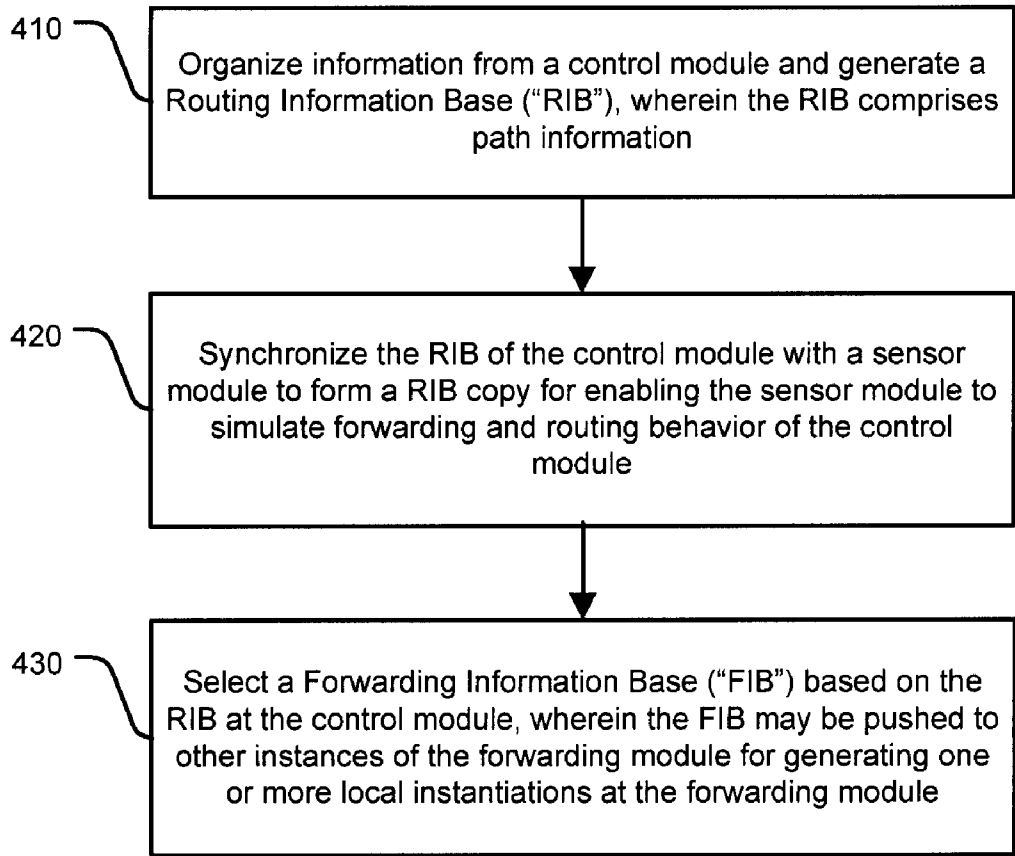 410
Organize information from a control module and generate a
Routing Information Base (“RIB”), wherein the RIB comprises
path information
420
Synchronize the RIB of the control module with a sensor
module to form a RIB copy for enabling the sensor module to
simulate forwarding and routing behavior of the control
module
430
Select a Forwarding Information Base (“FIB”) based on the
RIB at the control module, wherein the FIB may be pushed to
other instances of the forwarding module for generating one
or more local instantiations at the forwarding module